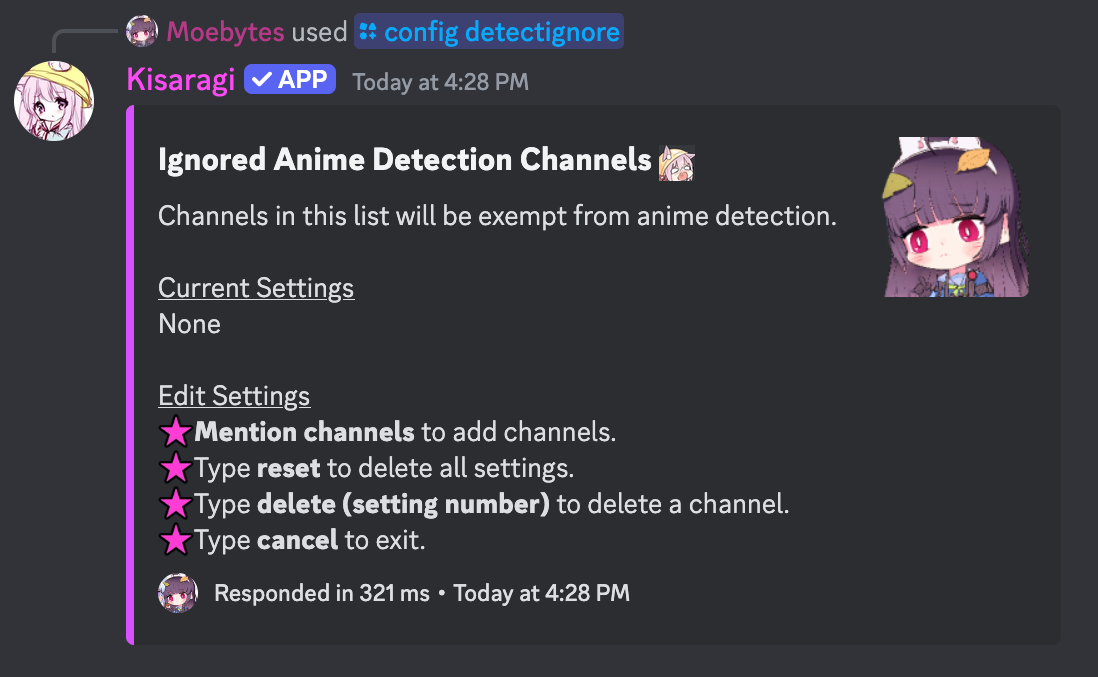 Moebytes used config detectignore
Kisaragi ✓ APP Today at 4:28 PM
Ignored Anime Detection Channels
Channels in this list will be exempt from anime detection.
Current Settings
None
Edit Settings
★Mention channels to add channels.
★Type reset to delete all settings.
★Type delete (setting number) to delete a channel.
★Type cancel to exit.
Responded in 321 ms • Today at 4:28 PM